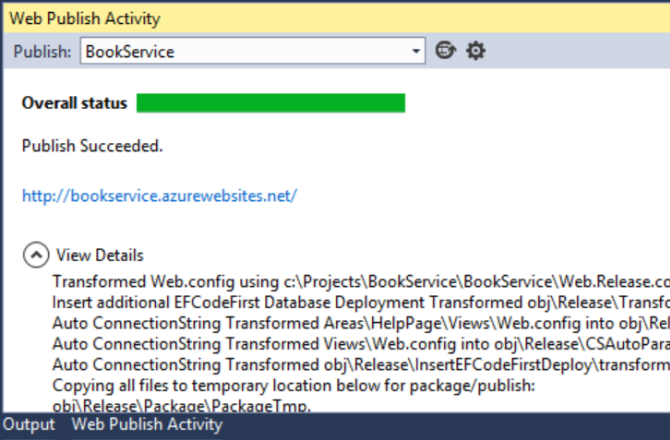 Web Publish Activity
Publish: BookService
Overall status
Publish Succeeded.
http://bookservice.azurewebsites.net/
View Details
Transformed Web.config using c:\Projects\BookService\BookService\Web.Release.co
Insert additional EFCodeFirst Database Deployment Transformed obj\Release\Transfo
Auto ConnectionString Transformed Areas\HelpPage\Views\Web.config into obj\Rel
Auto ConnectionString Transformed Views\Web.config into obj\Release\CSAutoPara
Auto ConnectionString Transformed obj\Release\InsertEFCodeFirstDeploy\transform
Copying all files to temporary location below for package/publish:
obj\Release\Package\PackageTmp.
Output Web Publish Activity